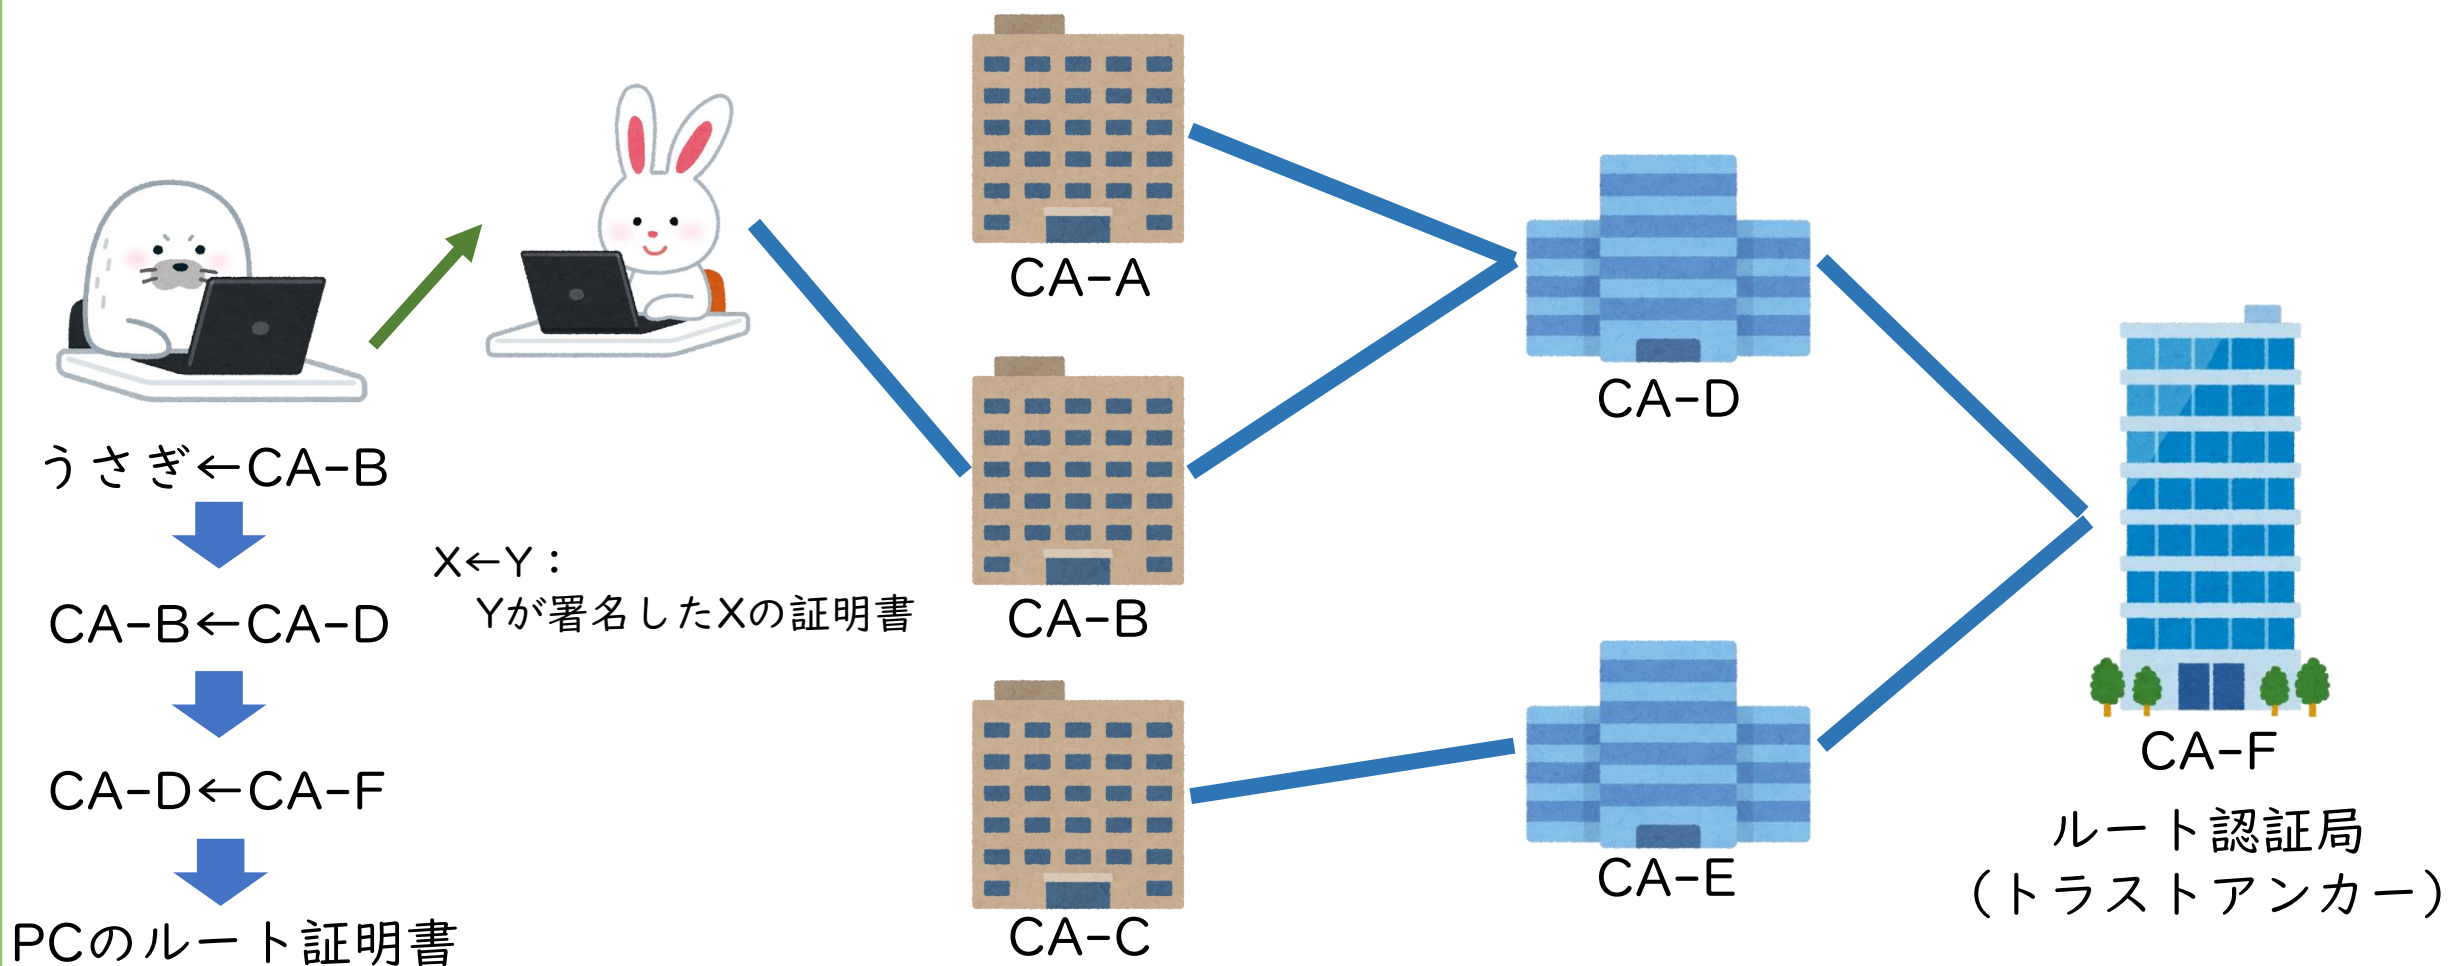 うさぎ←CA-B
CA-B←CA-D
CA-D←CA-F
PCのルート証明書
X←Y：
Yが署名したXの証明書
CA-A
CA-B
CA-C
CA-D
CA-E
CA-F
ルート認証局
（トラストアンカー）